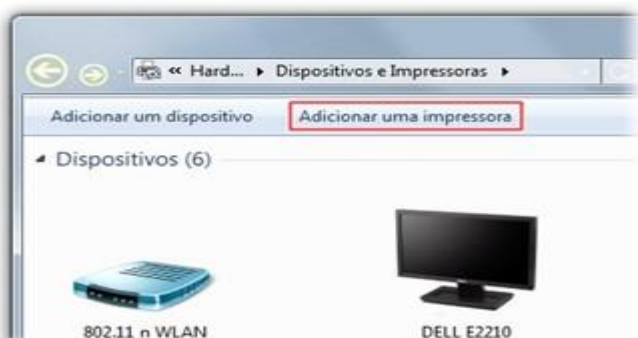 « Hard... ▸ Dispositivos e Impressoras ▸
Adicionar um dispositivo Adicionar uma impressora
Dispositivos (6)
802.11 n WLAN DELL E2210